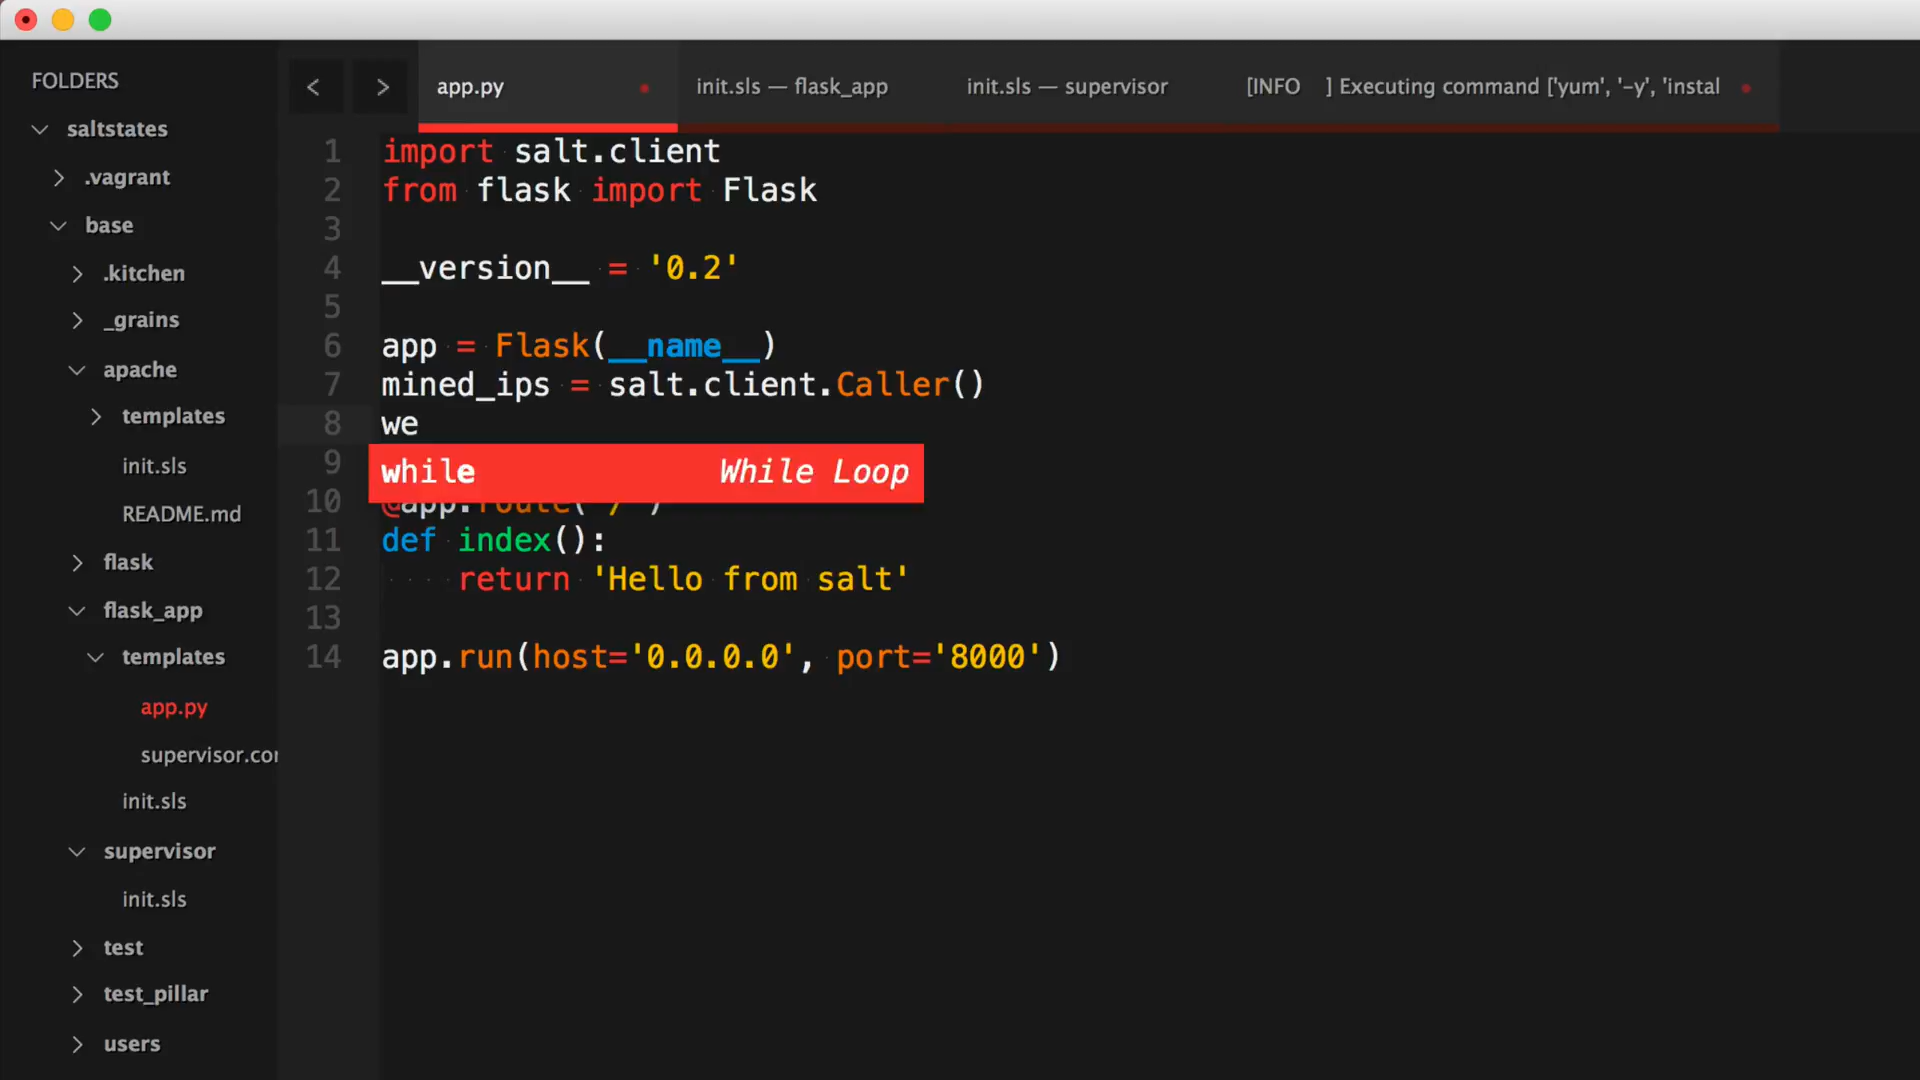 FOLDERS
saltstates
.vagrant
base
.kitchen
_grains
apache
templates
init.sls
README.md
flask
flask_app
templates
app.py
supervisor.cor
init.sls
supervisor
init.sls
test
test_pillar
users
< > app.py init.sls — flask_app init.sls — supervisor [INFO ] Executing command ['yum', '-y', 'instal
1 import salt.client
2 from flask import Flask
3
4 __version__ = '0.2'
5
6 app = Flask(__name__)
7 mined_ips = salt.client.Caller()
8 we
9 while While Loop
10 @app.route('/')
11 def index():
12 return 'Hello from salt'
13
14 app.run(host='0.0.0.0', port='8000')